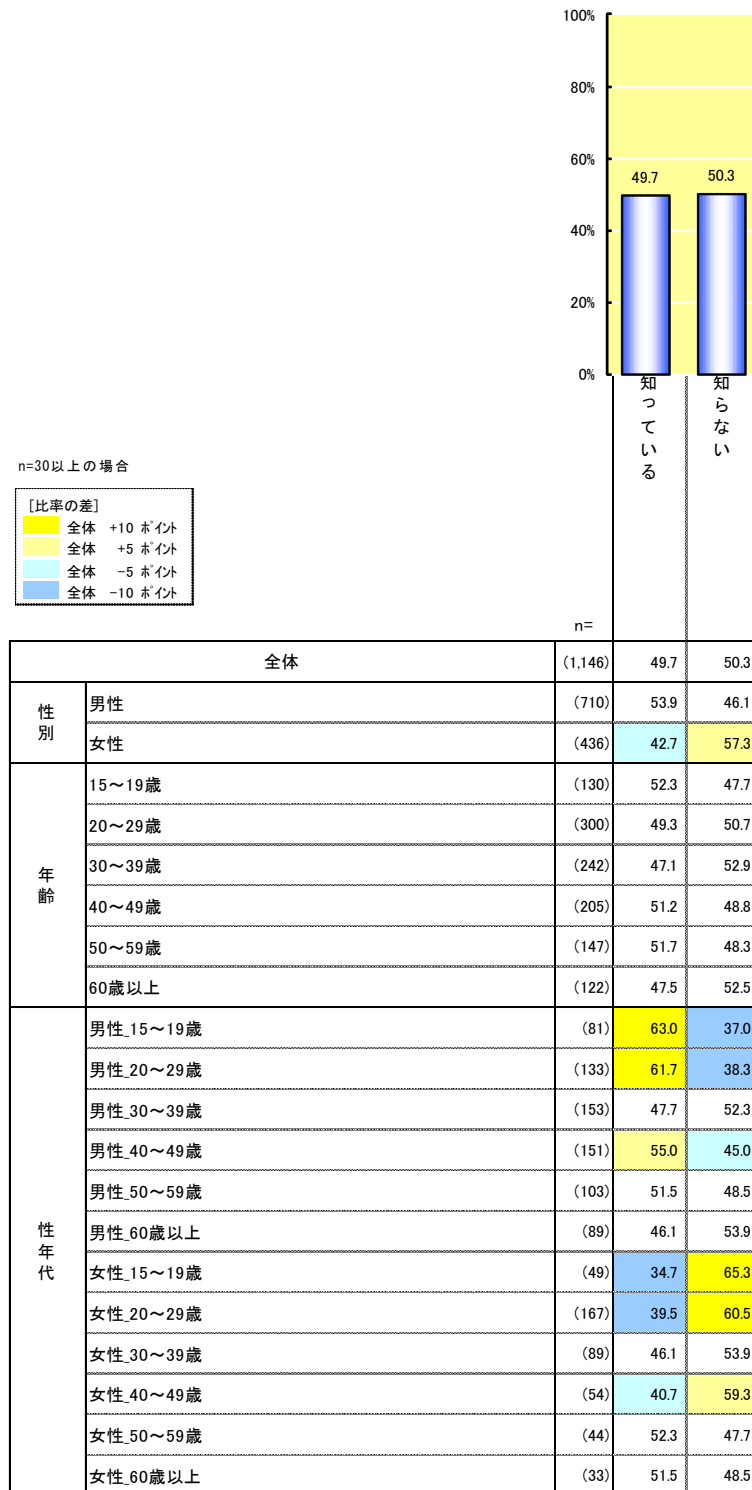 100%
80%
60%
40%
20%
0%
49.7 50.3
知っている
知らない
n=30以上の場合
[比率の差]
全体 +10 ポイント
全体 +5 ポイント
全体 -5 ポイント
全体 -10 ポイント
n=
全体 (1,146) 49.7 50.3
性別
男性 (710) 53.9 46.1
女性 (436) 42.7 57.3
年齢
15～19歳 (130) 52.3 47.7
20～29歳 (300) 49.3 50.7
30～39歳 (242) 47.1 52.9
40～49歳 (205) 51.2 48.8
50～59歳 (147) 51.7 48.3
60歳以上 (122) 47.5 52.5
性年代
男性_15～19歳 (81) 63.0 37.0
男性_20～29歳 (133) 61.7 38.3
男性_30～39歳 (153) 47.7 52.3
男性_40～49歳 (151) 55.0 45.0
男性_50～59歳 (103) 51.5 48.5
男性_60歳以上 (89) 46.1 53.9
女性_15～19歳 (49) 34.7 65.3
女性_20～29歳 (167) 39.5 60.5
女性_30～39歳 (89) 46.1 53.9
女性_40～49歳 (54) 40.7 59.3
女性_50～59歳 (44) 52.3 47.7
女性_60歳以上 (33) 51.5 48.5